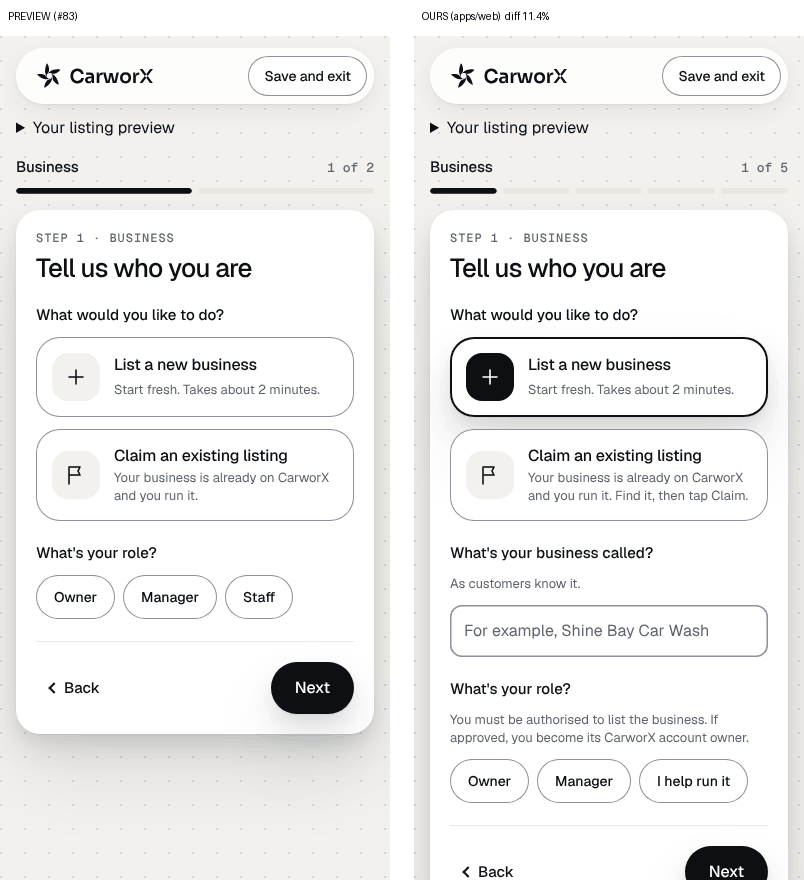 PREVIEW (#83)
CarworX
Save and exit
Your listing preview
Business
1 of 2
STEP 1 · BUSINESS
Tell us who you are
What would you like to do?
List a new business
Start fresh. Takes about 2 minutes.
Claim an existing listing
Your business is already on CarworX
and you run it.
What's your role?
Owner
Manager
Staff
Back
Next
OURS (apps/web) diff 11.4%
CarworX
Save and exit
Your listing preview
Business
1 of 5
STEP 1 · BUSINESS
Tell us who you are
What would you like to do?
List a new business
Start fresh. Takes about 2 minutes.
Claim an existing listing
Your business is already on CarworX
and you run it. Find it, then tap Claim.
What's your business called?
As customers know it.
For example, Shine Bay Car Wash
What's your role?
You must be authorised to list the business. If
approved, you become its CarworX account owner.
Owner
Manager
I help run it
Back
Next